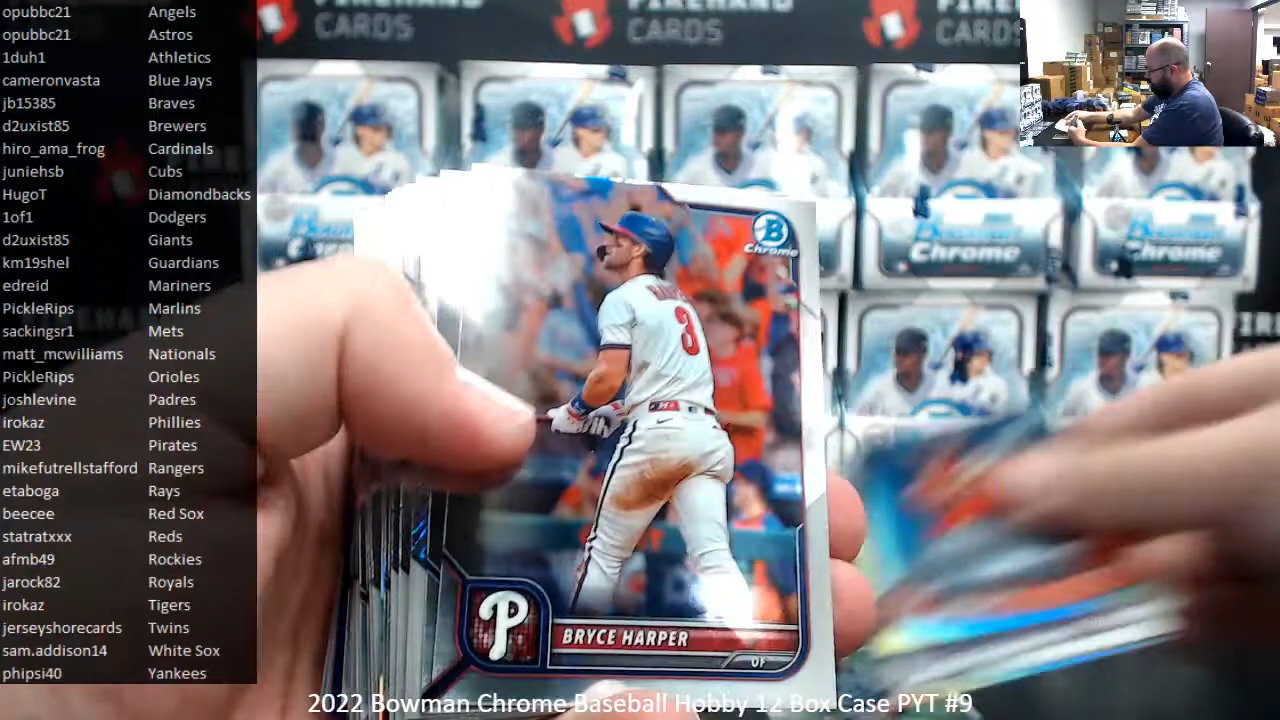 opubbc21 Angels
opubbc21 Astros
1duh1 Athletics
cameronvasta Blue Jays
jb15385 Braves
d2uxist85 Brewers
hiro_ama_frog Cardinals
juniehsb Cubs
HugoT Diamondbacks
1of1 Dodgers
d2uxist85 Giants
km19shel Guardians
edreid Mariners
PickleRips Marlins
sackingsr1 Mets
matt_mcwilliams Nationals
PickleRips Orioles
joshlevine Padres
irokaz Phillies
EW23 Pirates
mikefutrellstafford Rangers
etaboga Rays
beecee Red Sox
statratxxx Reds
afmb49 Rockies
jarock82 Royals
irokaz Tigers
jerseyshorecards Twins
sam.addison14 White Sox
phipsi40 Yankees
CARDS
CARDS
CARDS
B
Chrome
3
P
BRYCE HARPER
OF
Chrome
Chrome
2022 Bowman Chrome Baseball Hobby 12 Box Case PYT #9